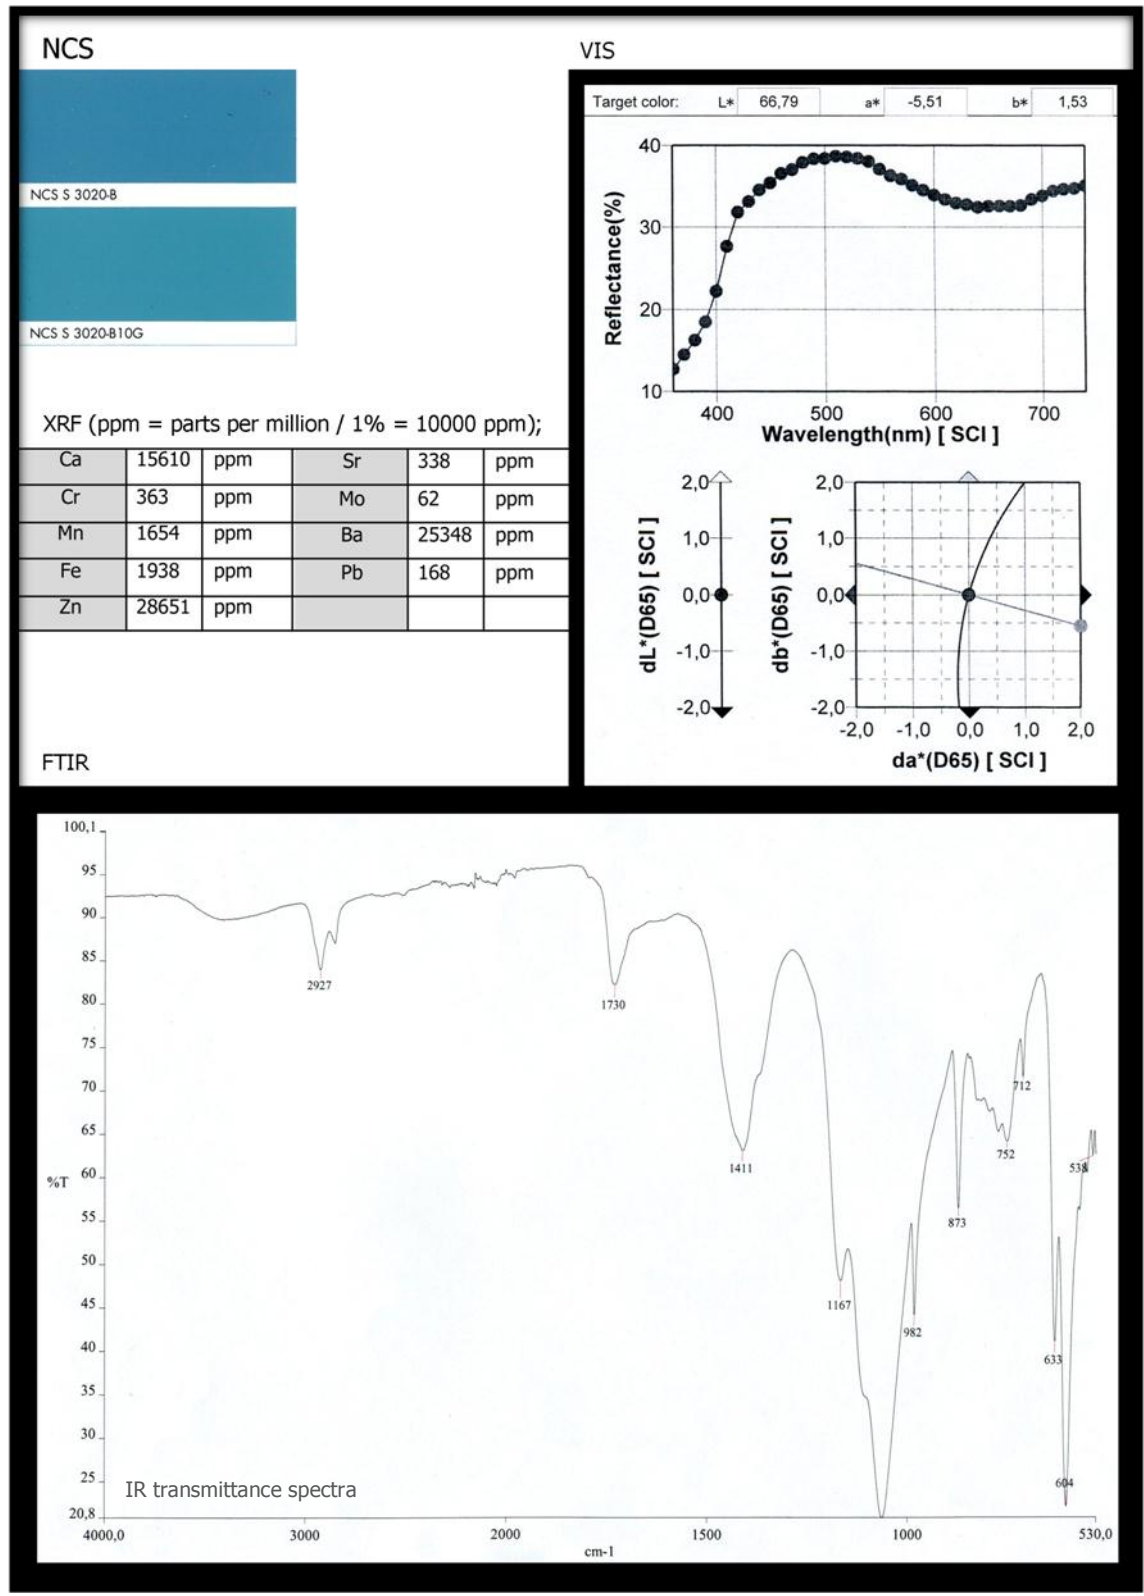 NCS
NCS S 3020-B
NCS S 3020-B10G
XRF (ppm = parts per million / 1% = 10000 ppm);
Ca 15610 ppm Sr 338 ppm
Cr 363 ppm Mo 62 ppm
Mn 1654 ppm Ba 25348 ppm
Fe 1938 ppm Pb 168 ppm
Zn 28651 ppm
VIS
Target color: L* 66,79 a* -5,51 b* 1,53
Reflectance(%)
40
30
20
10
400 500 600 700
Wavelength(nm) [ SCI ]
dL*(D65) [ SCI ]
2,0
1,0
0,0
-1,0
-2,0
db*(D65) [ SCI ]
2,0
1,0
0,0
-1,0
-2,0
-2,0 -1,0 0,0 1,0 2,0
da*(D65) [ SCI ]
FTIR
100,1
95
90
85
80
75
70
65
60
%T
55
50
45
40
35
30
25
20,8
2927
1730
1411
1167
982
873
752
712
633
604
538
IR transmittance spectra
4000,0 3000 2000 1500 1000 530,0
cm-1